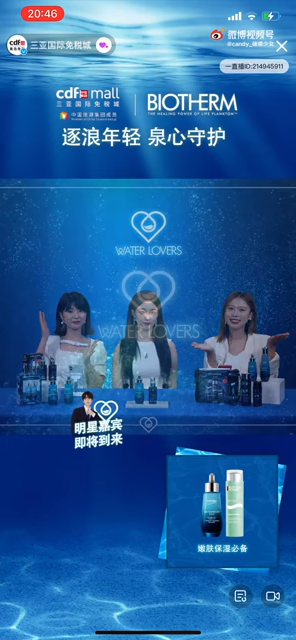 20:46
微博视频号
cdf 三亚国际免税城
@candy_嘻嘻少女
一直播ID:214945911
cdf mall
三亚国际免税城
中国旅游集团成员
BIOTHERM
THE HEALING POWER OF LIFE PLANKTON™
逐浪年轻 泉心守护
WATER LOVERS
WATER LOVERS
明星嘉宾
即将到来
嫩肤保湿必备